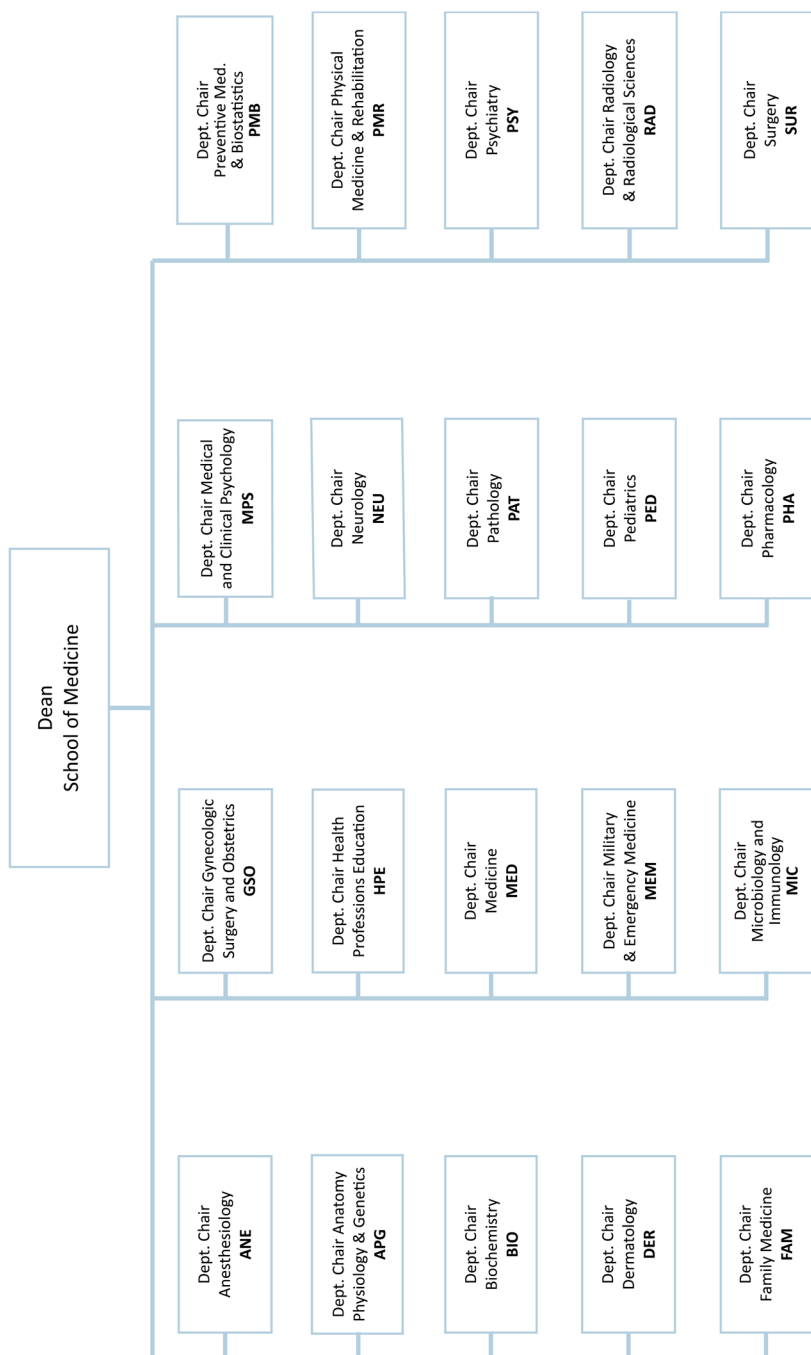 Dean
School of Medicine
Dept. Chair
Anesthesiology
ANE
Dept. Chair Anatomy
Physiology & Genetics
APG
Dept. Chair
Biochemistry
BIO
Dept. Chair
Dermatology
DER
Dept. Chair
Family Medicine
FAM
Dept. Chair Gynecologic
Surgery and Obstetrics
GSO
Dept. Chair Health
Professions Education
HPE
Dept. Chair
Medicine
MED
Dept. Chair Military
& Emergency Medicine
MEM
Dept. Chair
Microbiology and
Immunology
MIC
Dept. Chair Medical
and Clinical Psychology
MPS
Dept. Chair
Neurology
NEU
Dept. Chair
Pathology
PAT
Dept. Chair
Pediatrics
PED
Dept. Chair
Pharmacology
PHA
Dept. Chair
Preventive Med.
& Biostatistics
PMB
Dept. Chair Physical
Medicine & Rehabilitation
PMR
Dept. Chair
Psychiatry
PSY
Dept. Chair Radiology
& Radiological Sciences
RAD
Dept. Chair
Surgery
SUR